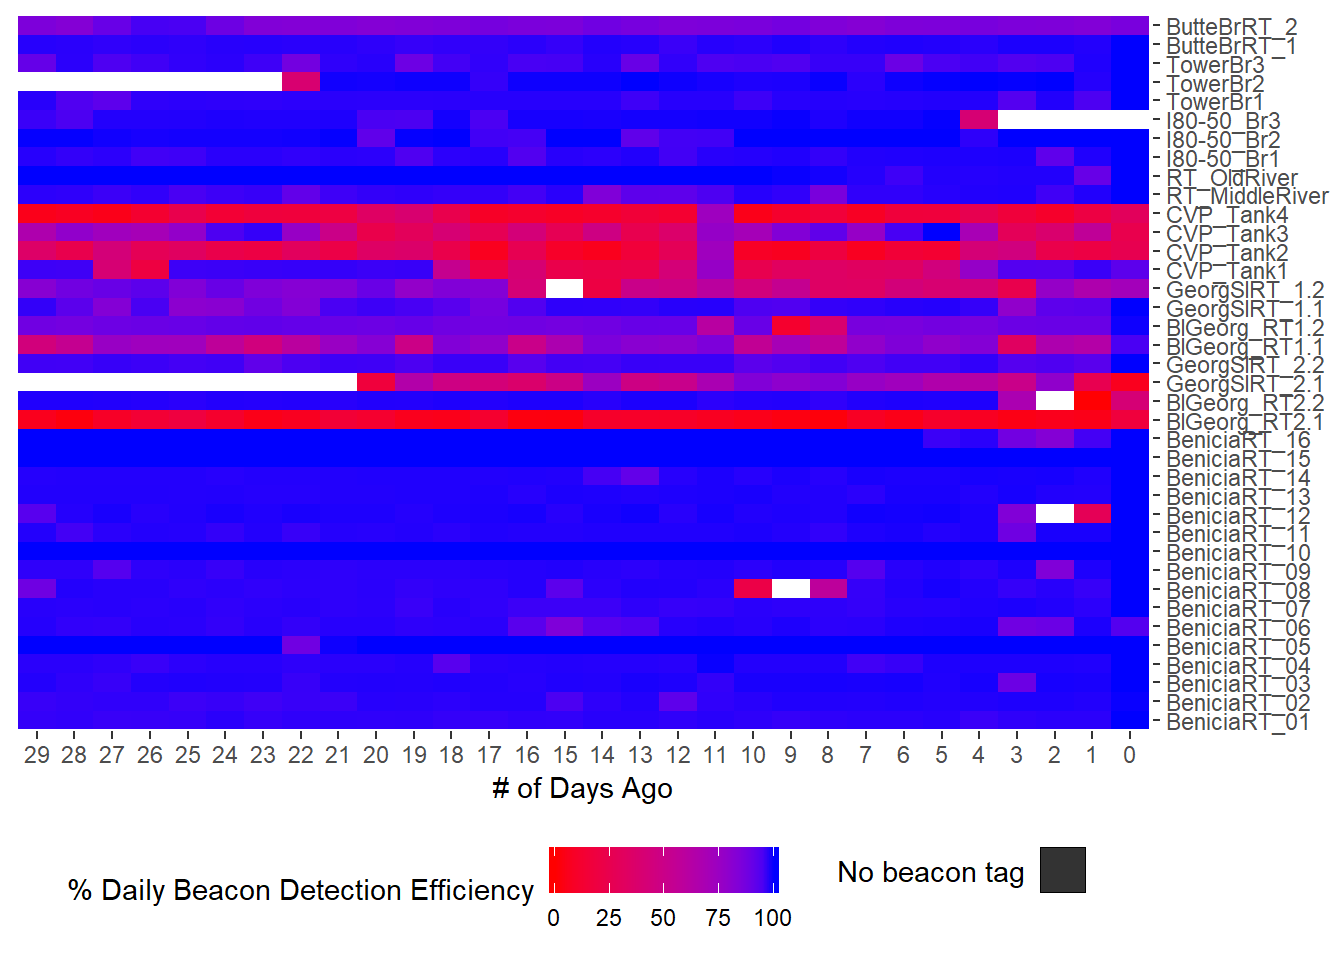 ButteBrRT_2
ButteBrRT_1
TowerBr3
TowerBr2
TowerBr1
I80-50_Br3
I80-50_Br2
I80-50_Br1
RT_OldRiver
RT_MiddleRiver
CVP_Tank4
CVP_Tank3
CVP_Tank2
CVP_Tank1
GeorgSlRT_1.2
GeorgSlRT_1.1
BlGeorg_RT1.2
BlGeorg_RT1.1
GeorgSlRT_2.2
GeorgSlRT_2.1
BlGeorg_RT2.2
BlGeorg_RT2.1
BeniciaRT_16
BeniciaRT_15
BeniciaRT_14
BeniciaRT_13
BeniciaRT_12
BeniciaRT_11
BeniciaRT_10
BeniciaRT_09
BeniciaRT_08
BeniciaRT_07
BeniciaRT_06
BeniciaRT_05
BeniciaRT_04
BeniciaRT_03
BeniciaRT_02
BeniciaRT_01
29 28 27 26 25 24 23 22 21 20 19 18 17 16 15 14 13 12 11 10 9 8 7 6 5 4 3 2 1 0
# of Days Ago
% Daily Beacon Detection Efficiency
0 25 50 75 100
No beacon tag